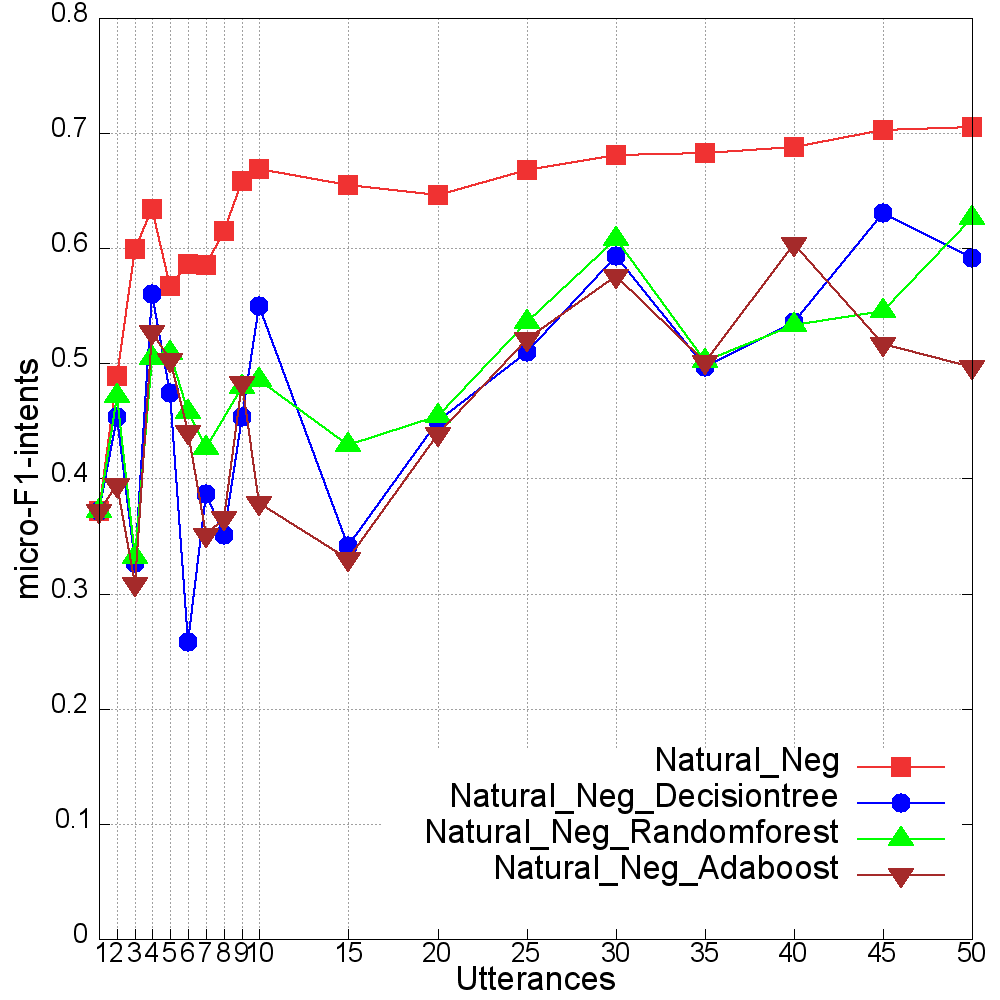 0.8
0.7
0.6
0.5
0.4
0.3
0.2
0.1
0
micro-F1-intents
Natural_Neg
Natural_Neg_Decisiontree
Natural_Neg_Randomforest
Natural_Neg_Adaboost
1 2 3 4 5 6 7 8 9 10 15 20 25 30 35 40 45 50
Utterances